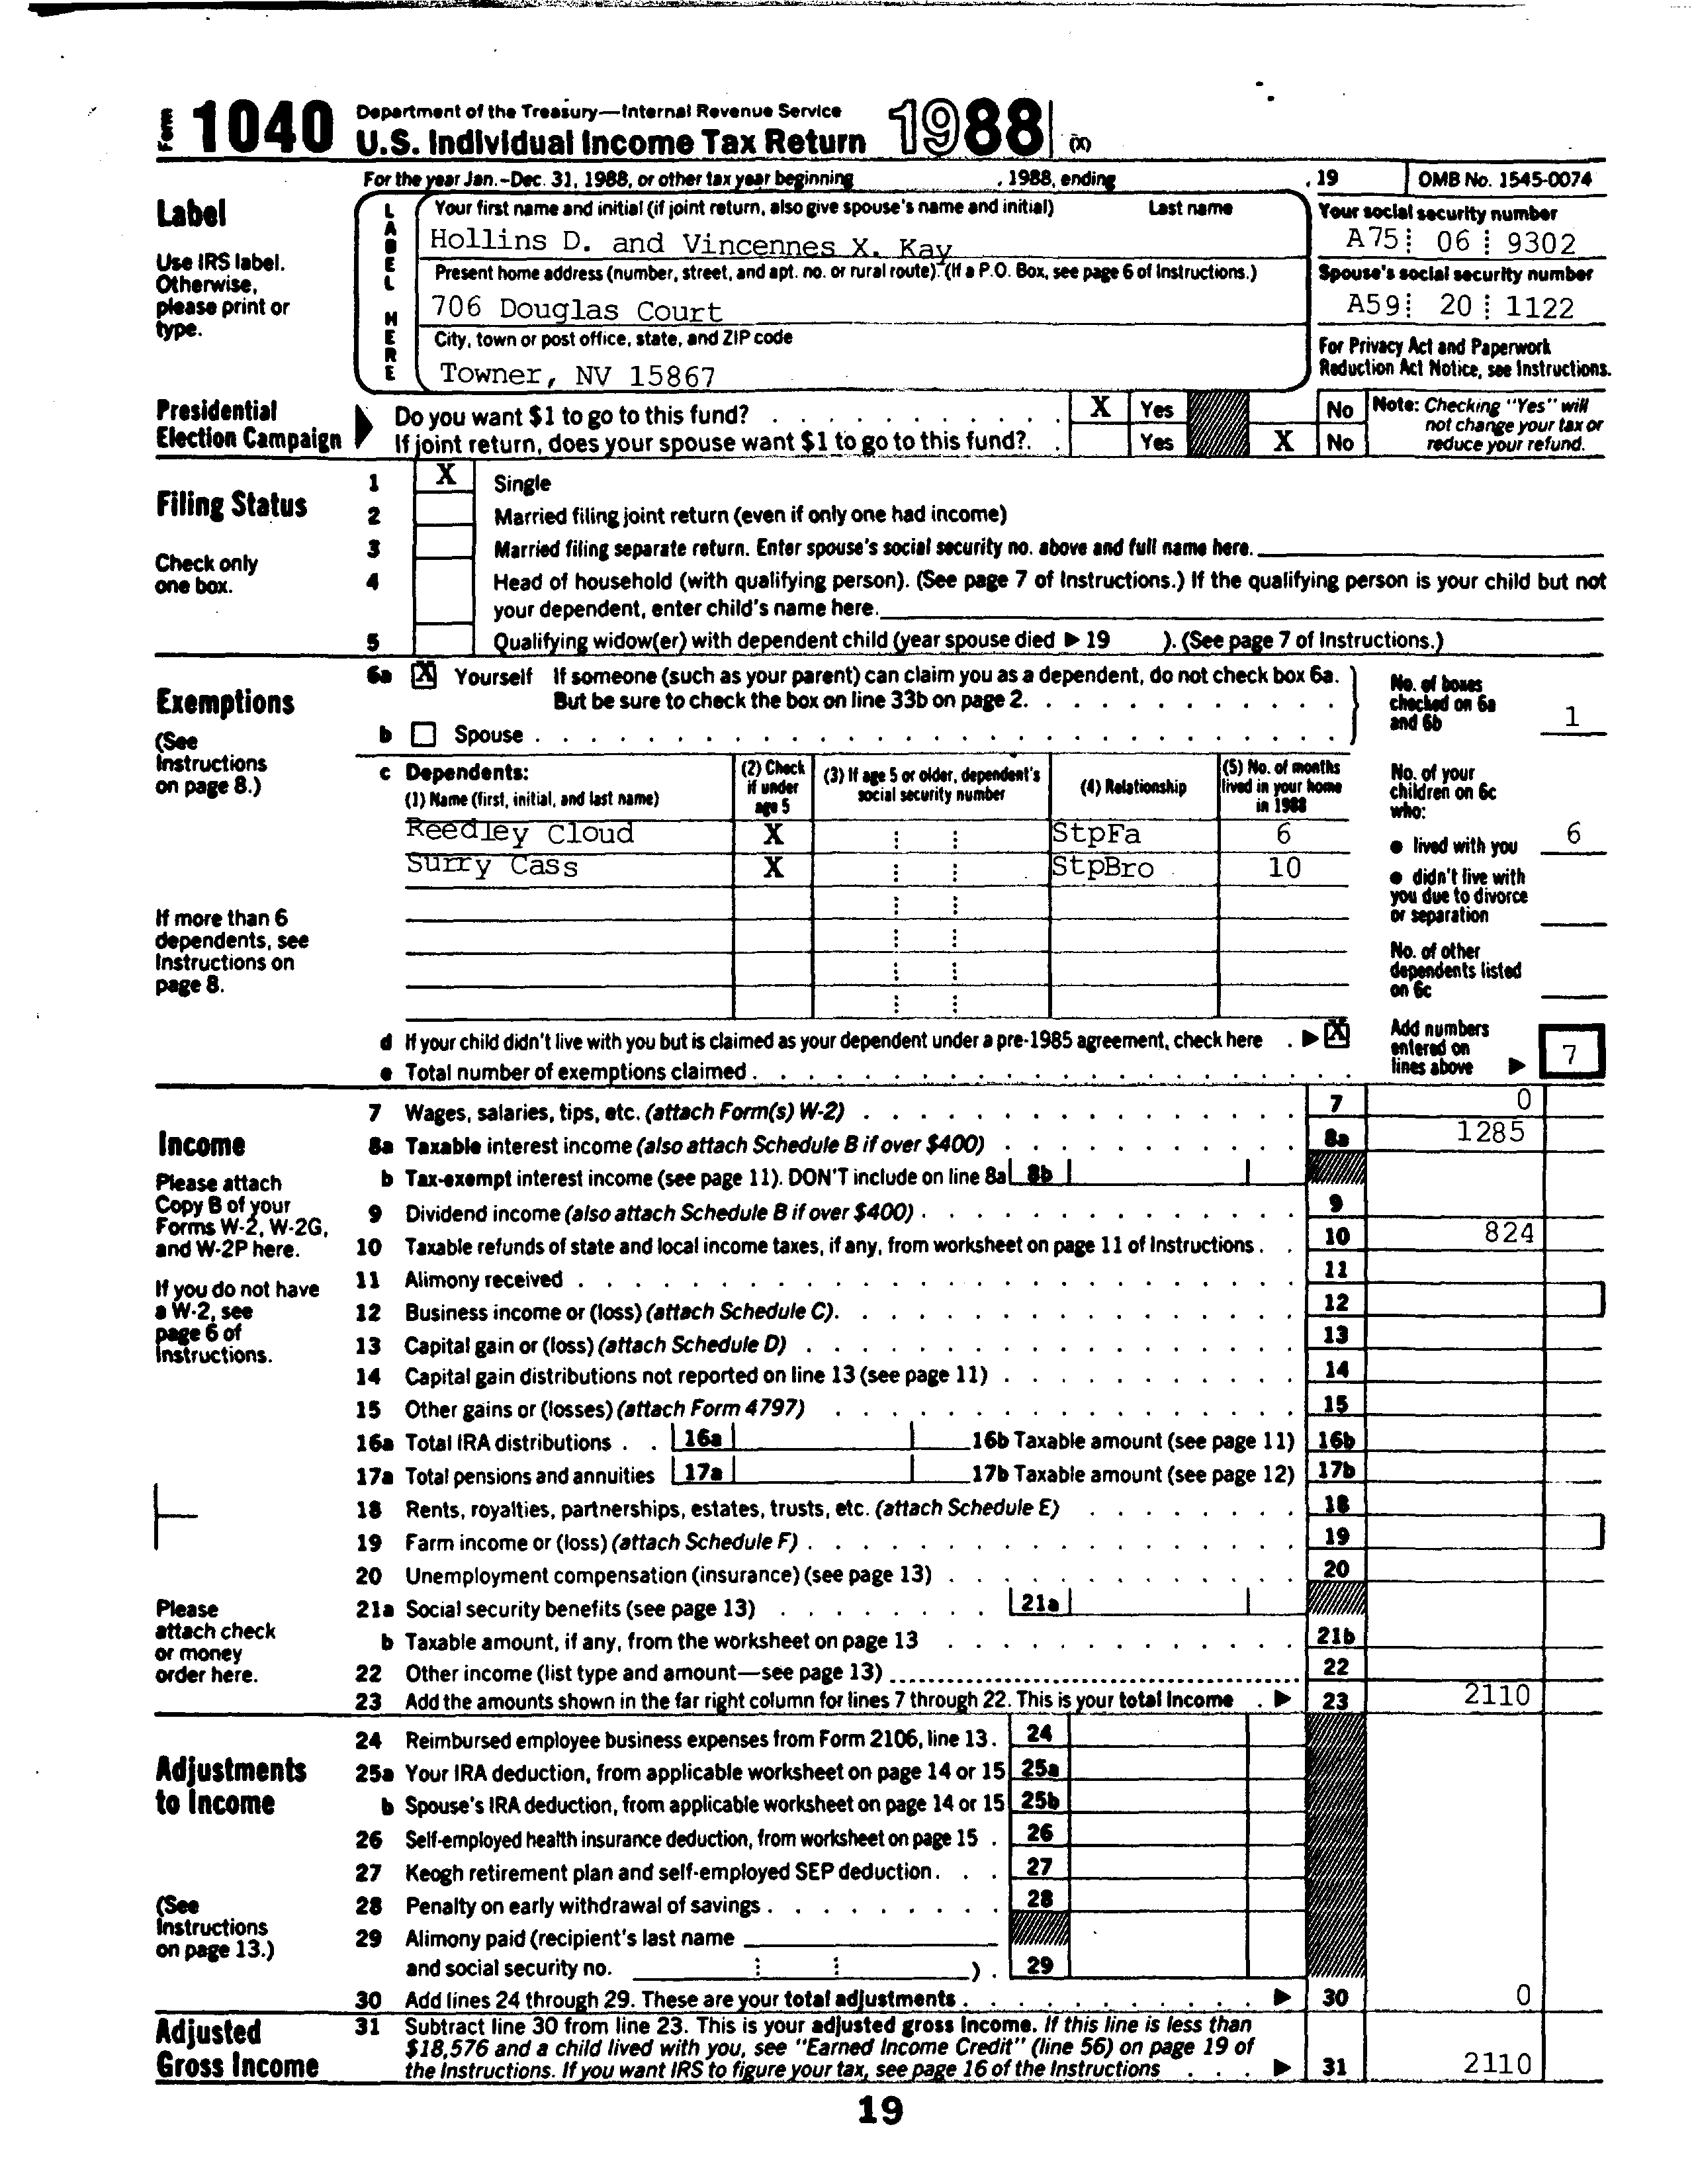 Form 1040 Department of the Treasury—Internal Revenue Service
U.S. Individual Income Tax Return 1988 (X)
For the year Jan.-Dec. 31, 1988, or other tax year beginning , 1988, ending , 19 OMB No. 1545-0074
Label
Use IRS label. Otherwise, please print or type.
LABEL HERE
Your first name and initial (if joint return, also give spouse's name and initial) Last name
Hollins D. and Vincennes X. Kay
Your social security number
A75 06 9302
Present home address (number, street, and apt. no. or rural route). (If a P.O. Box, see page 6 of Instructions.)
706 Douglas Court
Spouse's social security number
A59 20 1122
City, town or post office, state, and ZIP code
Towner, NV 15867
For Privacy Act and Paperwork
Reduction Act Notice, see Instructions.
Presidential
Election Campaign
Do you want $1 to go to this fund? X Yes No
If joint return, does your spouse want $1 to go to this fund? Yes X No
Note: Checking "Yes" will
not change your tax or
reduce your refund.
Filing Status
Check only
one box.
1 X Single
2 Married filing joint return (even if only one had income)
3 Married filing separate return. Enter spouse's social security no. above and full name here.
4 Head of household (with qualifying person). (See page 7 of Instructions.) If the qualifying person is your child but not
your dependent, enter child's name here.
5 Qualifying widow(er) with dependent child (year spouse died ▶ 19 ). (See page 7 of Instructions.)
Exemptions
(See
Instructions
on page 8.)
6a X Yourself If someone (such as your parent) can claim you as a dependent, do not check box 6a.
But be sure to check the box on line 33b on page 2.
b Spouse
No. of boxes
checked on 6a
and 6b 1
c Dependents:
(1) Name (first, initial, and last name)
(2) Check
if under
age 5
(3) If age 5 or older, dependent's
social security number
(4) Relationship
(5) No. of months
lived in your home
in 1988
Reedley Cloud X StpFa 6
Surry Cass X StpBro 10
If more than 6
dependents, see
Instructions on
page 8.
No. of your
children on 6c
who:
● lived with you 6
● didn't live with
you due to divorce
or separation
No. of other
dependents listed
on 6c
d If your child didn't live with you but is claimed as your dependent under a pre-1985 agreement, check here ▶ X
e Total number of exemptions claimed
Add numbers
entered on
lines above ▶ 7
Income
Please attach
Copy B of your
Forms W-2, W-2G,
and W-2P here.
If you do not have
a W-2, see
page 6 of
Instructions.
7 Wages, salaries, tips, etc. (attach Form(s) W-2) 7 0
8a Taxable interest income (also attach Schedule B if over $400) 8a 1285
b Tax-exempt interest income (see page 11). DON'T include on line 8a 8b
9 Dividend income (also attach Schedule B if over $400) 9
10 Taxable refunds of state and local income taxes, if any, from worksheet on page 11 of Instructions 10 824
11 Alimony received 11
12 Business income or (loss) (attach Schedule C) 12
13 Capital gain or (loss) (attach Schedule D) 13
14 Capital gain distributions not reported on line 13 (see page 11) 14
15 Other gains or (losses) (attach Form 4797) 15
16a Total IRA distributions 16a 16b Taxable amount (see page 11) 16b
17a Total pensions and annuities 17a 17b Taxable amount (see page 12) 17b
18 Rents, royalties, partnerships, estates, trusts, etc. (attach Schedule E) 18
19 Farm income or (loss) (attach Schedule F) 19
20 Unemployment compensation (insurance) (see page 13) 20
Please
attach check
or money
order here.
21a Social security benefits (see page 13) 21a
b Taxable amount, if any, from the worksheet on page 13 21b
22 Other income (list type and amount—see page 13) 22
23 Add the amounts shown in the far right column for lines 7 through 22. This is your total income ▶ 23 2110
Adjustments
to Income
(See
Instructions
on page 13.)
24 Reimbursed employee business expenses from Form 2106, line 13. 24
25a Your IRA deduction, from applicable worksheet on page 14 or 15 25a
b Spouse's IRA deduction, from applicable worksheet on page 14 or 15 25b
26 Self-employed health insurance deduction, from worksheet on page 15 26
27 Keogh retirement plan and self-employed SEP deduction 27
28 Penalty on early withdrawal of savings 28
29 Alimony paid (recipient's last name
and social security no. ) 29
30 Add lines 24 through 29. These are your total adjustments ▶ 30 0
Adjusted
Gross Income
31 Subtract line 30 from line 23. This is your adjusted gross income. If this line is less than
$18,576 and a child lived with you, see "Earned Income Credit" (line 56) on page 19 of
the Instructions. If you want IRS to figure your tax, see page 16 of the Instructions ▶ 31 2110
19